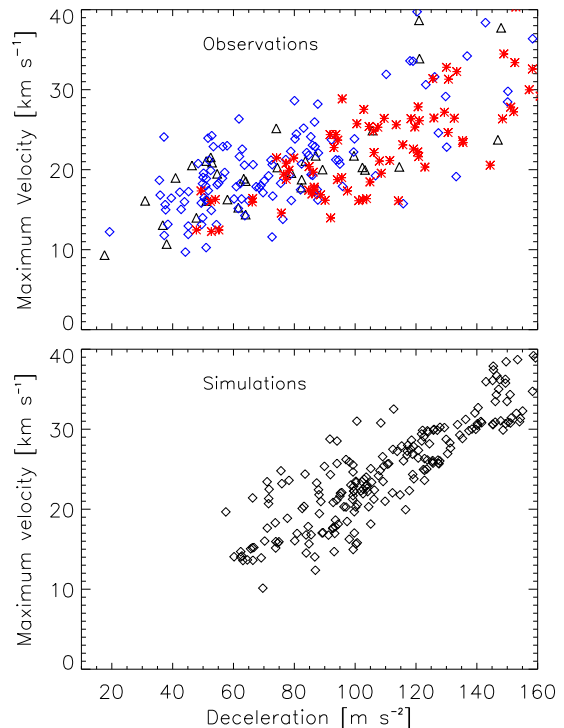 40
30
20
10
0
Maximum Velocity [km s⁻¹]
Observations
40
30
20
10
0
Maximum velocity [km s⁻¹]
Simulations
20 40 60 80 100 120 140 160
Deceleration [m s⁻²]